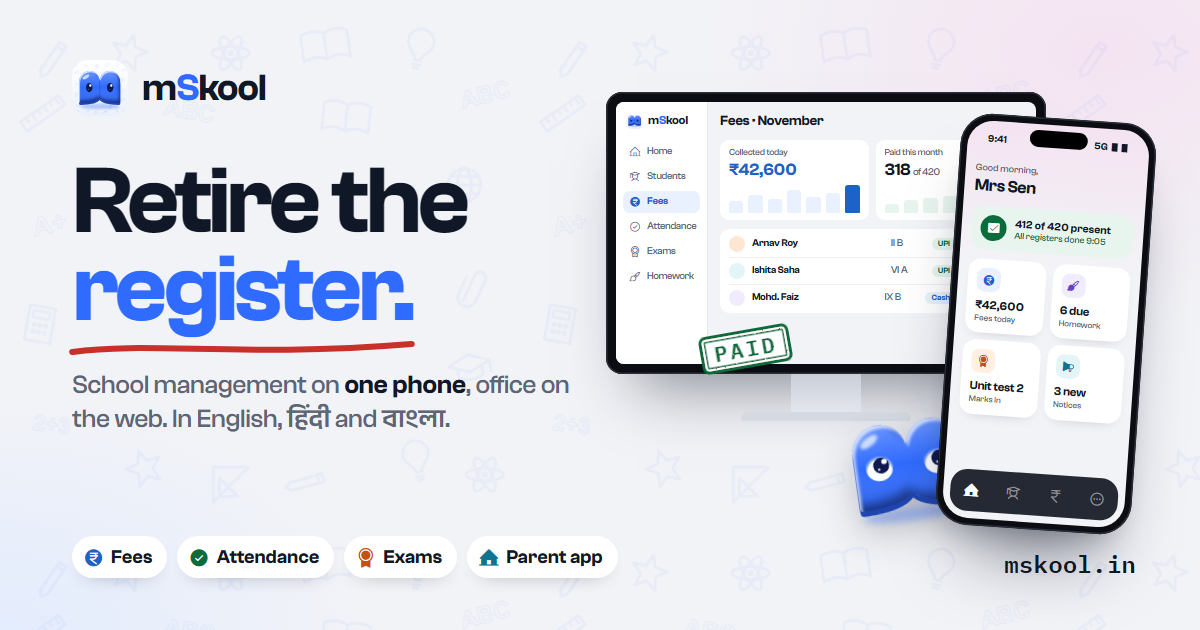 mSkool
Retire the
register.
School management on one phone, office on
the web. In English, हिंदी and বাংলা.
Fees
Attendance
Exams
Parent app
mSkool
Home
Students
Fees
Attendance
Exams
Homework
Fees • November
Collected today
₹42,600
Paid this month
318 of 420
Arnav Roy II B UPI
Ishita Saha VI A UPI
Mohd. Faiz IX B Cash
PAID
9:41 5G
Good morning,
Mrs Sen
412 of 420 present
All registers done 9:05
₹42,600
Fees today
6 due
Homework
Unit test 2
Marks in
3 new
Notices
mskool.in
ABC
A+
2+3